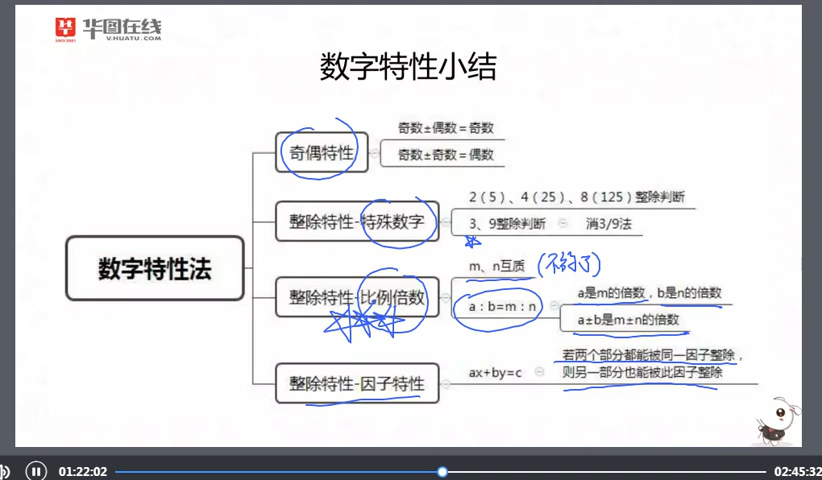 华图在线
SINCE 2001
V.HUATU.COM
数字特性小结
数字特性法
奇偶特性
奇数±偶数=奇数
奇数±奇数=偶数
整除特性-特殊数字
2(5)、4(25)、8(125)整除判断
3、9整除判断
消3/9法
整除特性-比例倍数
m、n互质
(不约了)
a:b=m:n
a是m的倍数,b是n的倍数
a±b是m±n的倍数
整除特性-因子特性
ax+by=c
若两个部分都能被同一因子整除,
则另一部分也能被此因子整除
01:22:02
02:45:32